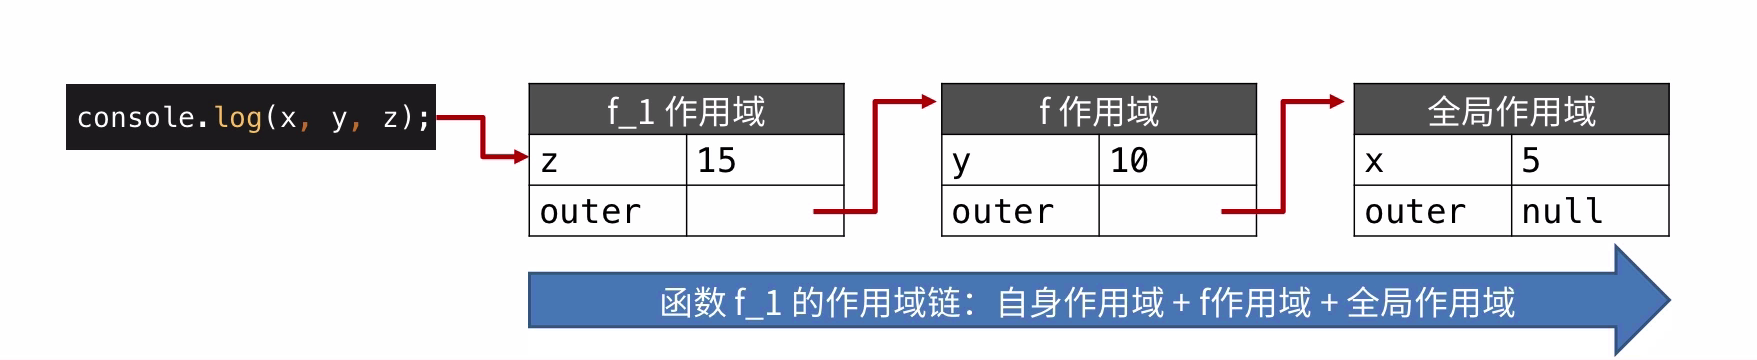 console.log(x, y, z);
f_1 作用域
z 15
outer
f 作用域
y 10
outer
全局作用域
x 5
outer null
函数 f_1 的作用域链：自身作用域 + f作用域 + 全局作用域